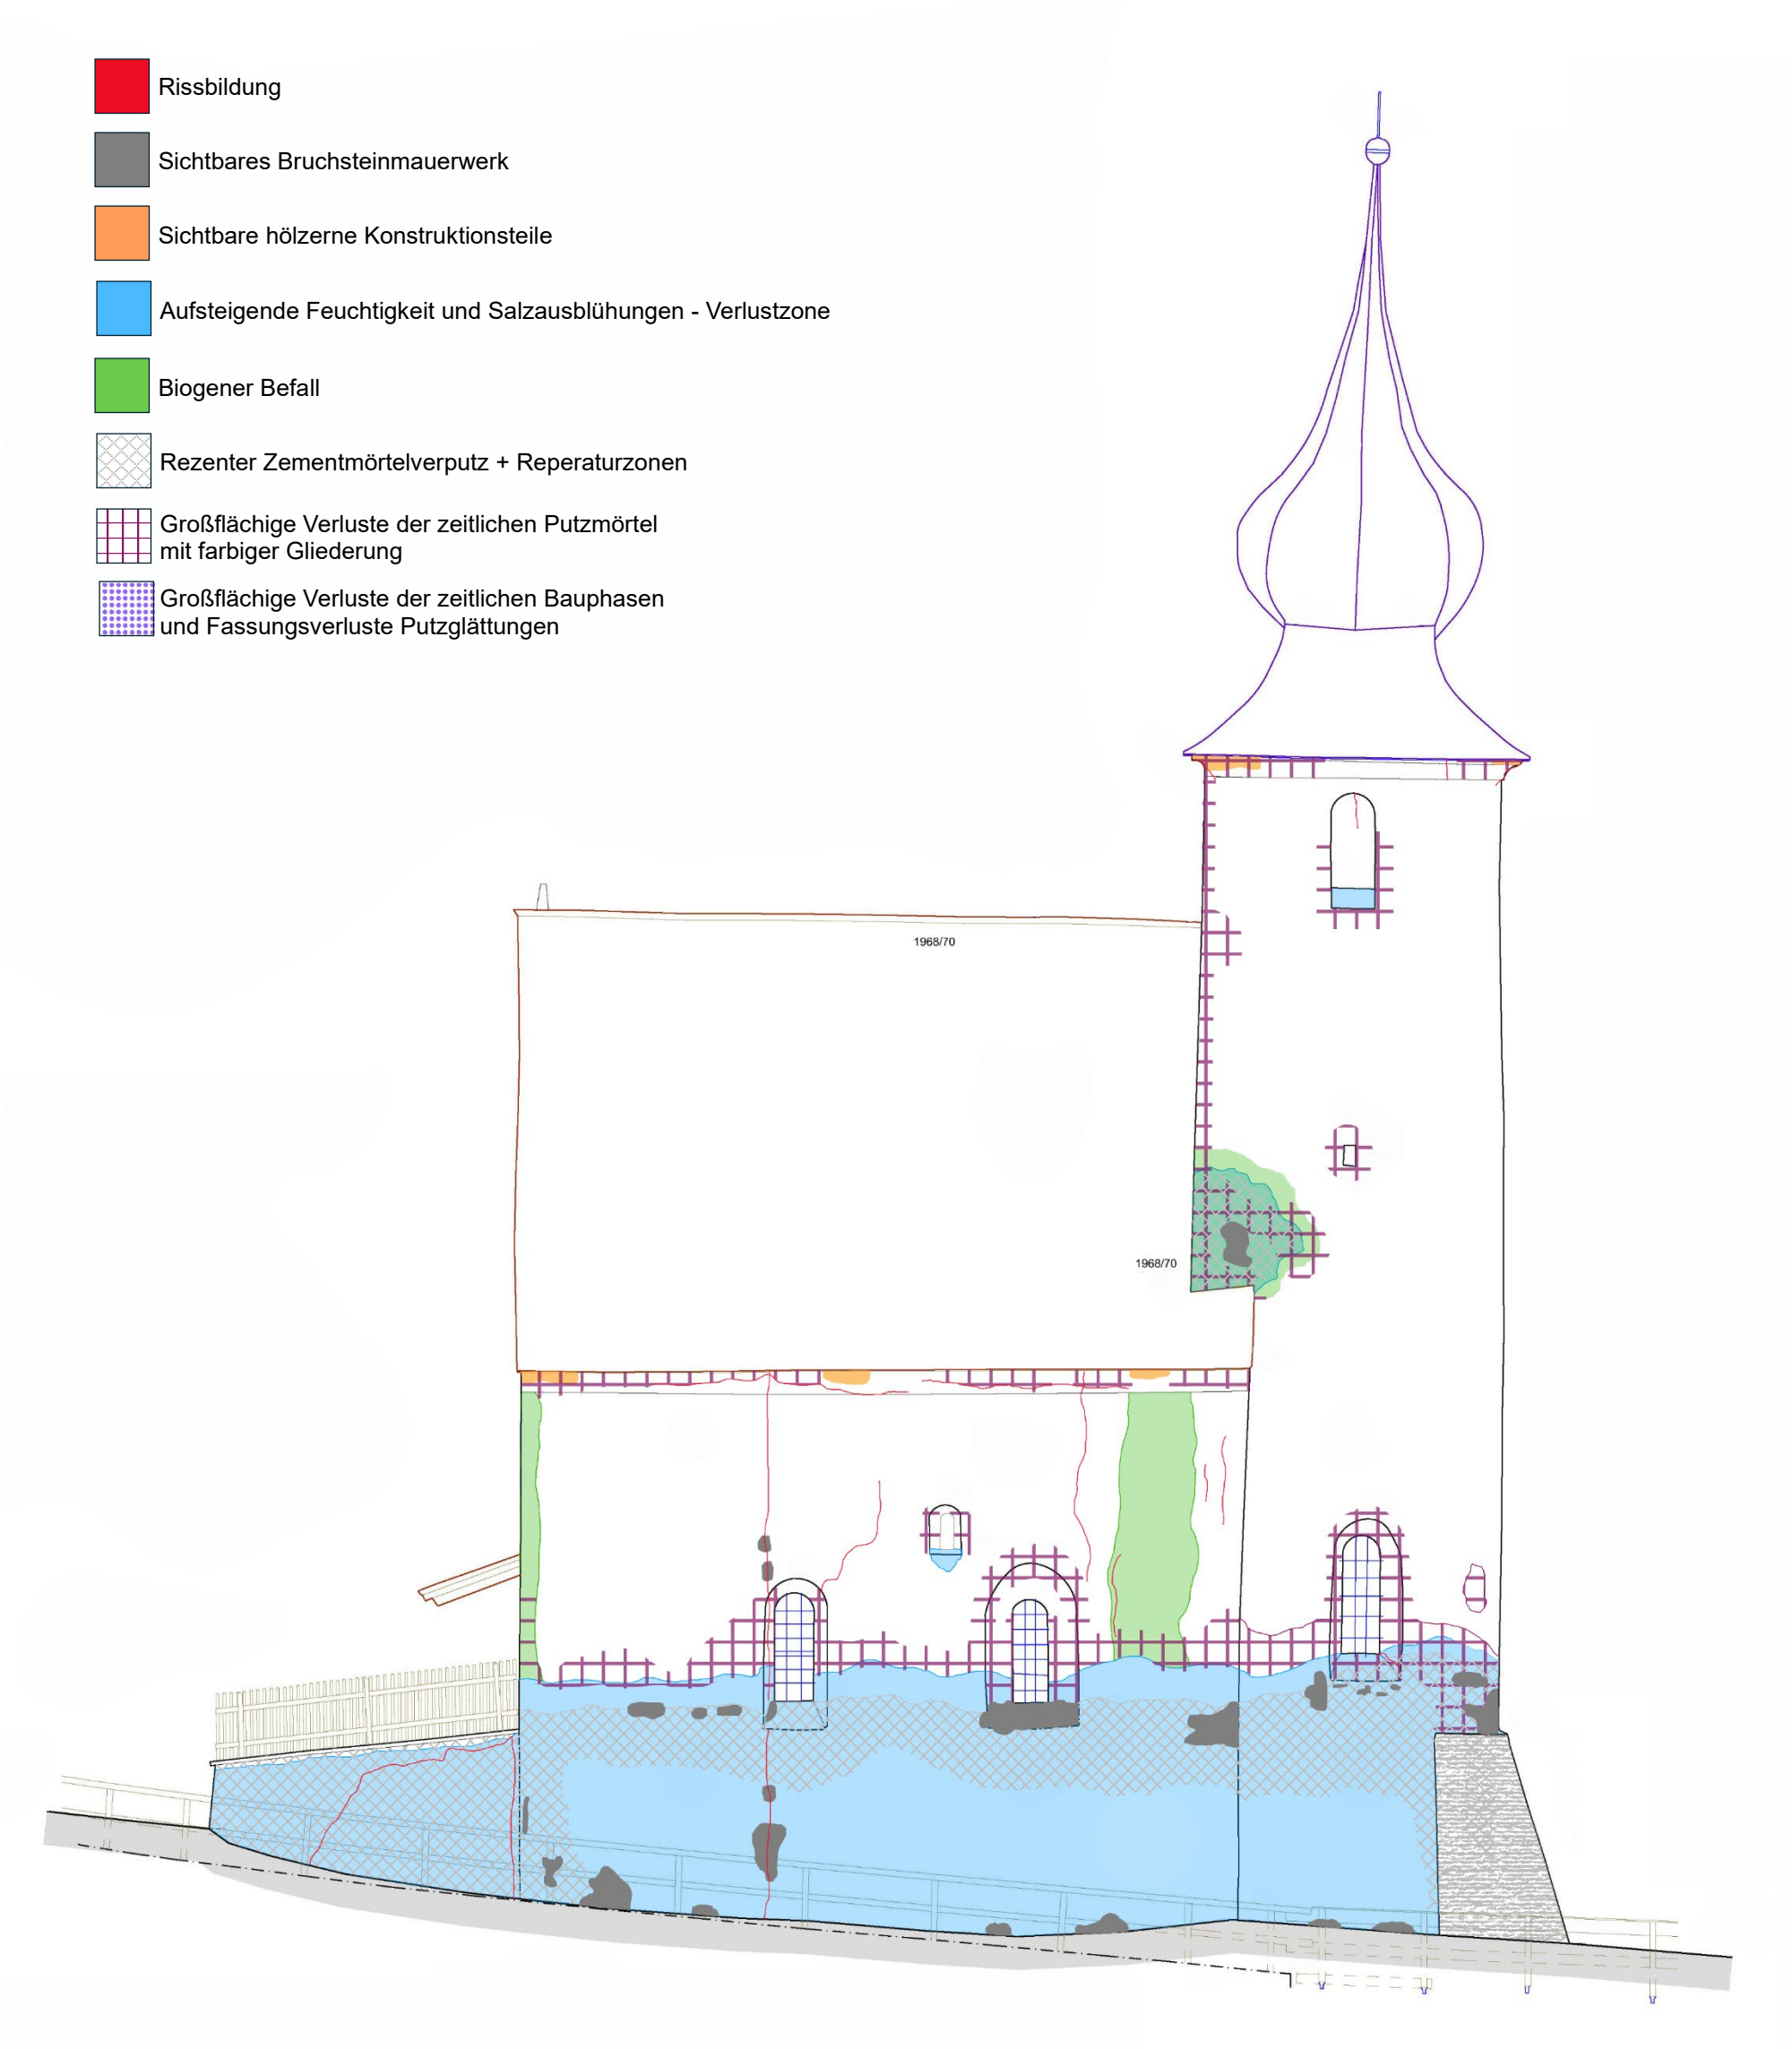 Rissbildung
Sichtbares Bruchsteinmauerwerk
Sichtbare hölzerne Konstruktionsteile
Aufsteigende Feuchtigkeit und Salzausblühungen - Verlustzone
Biogener Befall
Rezenter Zementmörtelverputz + Reperaturzonen
Großflächige Verluste der zeitlichen Putzmörtel
mit farbiger Gliederung
Großflächige Verluste der zeitlichen Bauphasen
und Fassungsverluste Putzglättungen
1968/70
1968/70